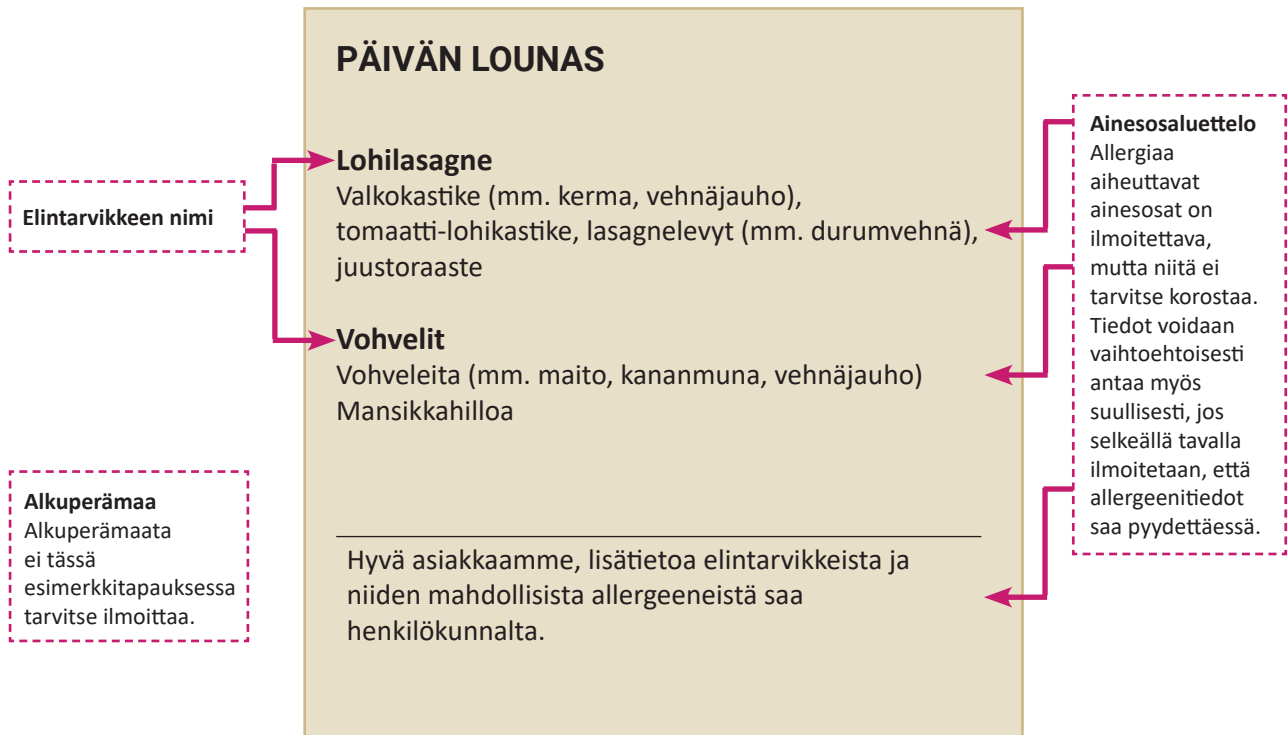 PÄIVÄN LOUNAS
Elintarvikkeen nimi
Lohilasagne
Valkokastike (mm. kerma, vehnäjauho),
tomaatti-lohikastike, lasagnelevyt (mm. durumvehnä),
juustoraaste
Vohvelit
Vohveleita (mm. maito, kananmuna, vehnäjauho)
Mansikkahilloa
Hyvä asiakkaamme, lisätietoa elintarvikkeista ja
niiden mahdollisista allergeeneistä saa
henkilökunnalta.
Alkuperämaa
Alkuperämaata
ei tässä
esimerkkitapauksessa
tarvitse ilmoittaa.
Ainesosaluettelo
Allergiaa
aiheuttavat
ainesosat on
ilmoitettava,
mutta niitä ei
tarvitse korostaa.
Tiedot voidaan
vaihtoehtoisesti
antaa myös
suullisesti, jos
selkeällä tavalla
ilmoitetaan, että
allergeenitiedot
saa pyydettäessä.